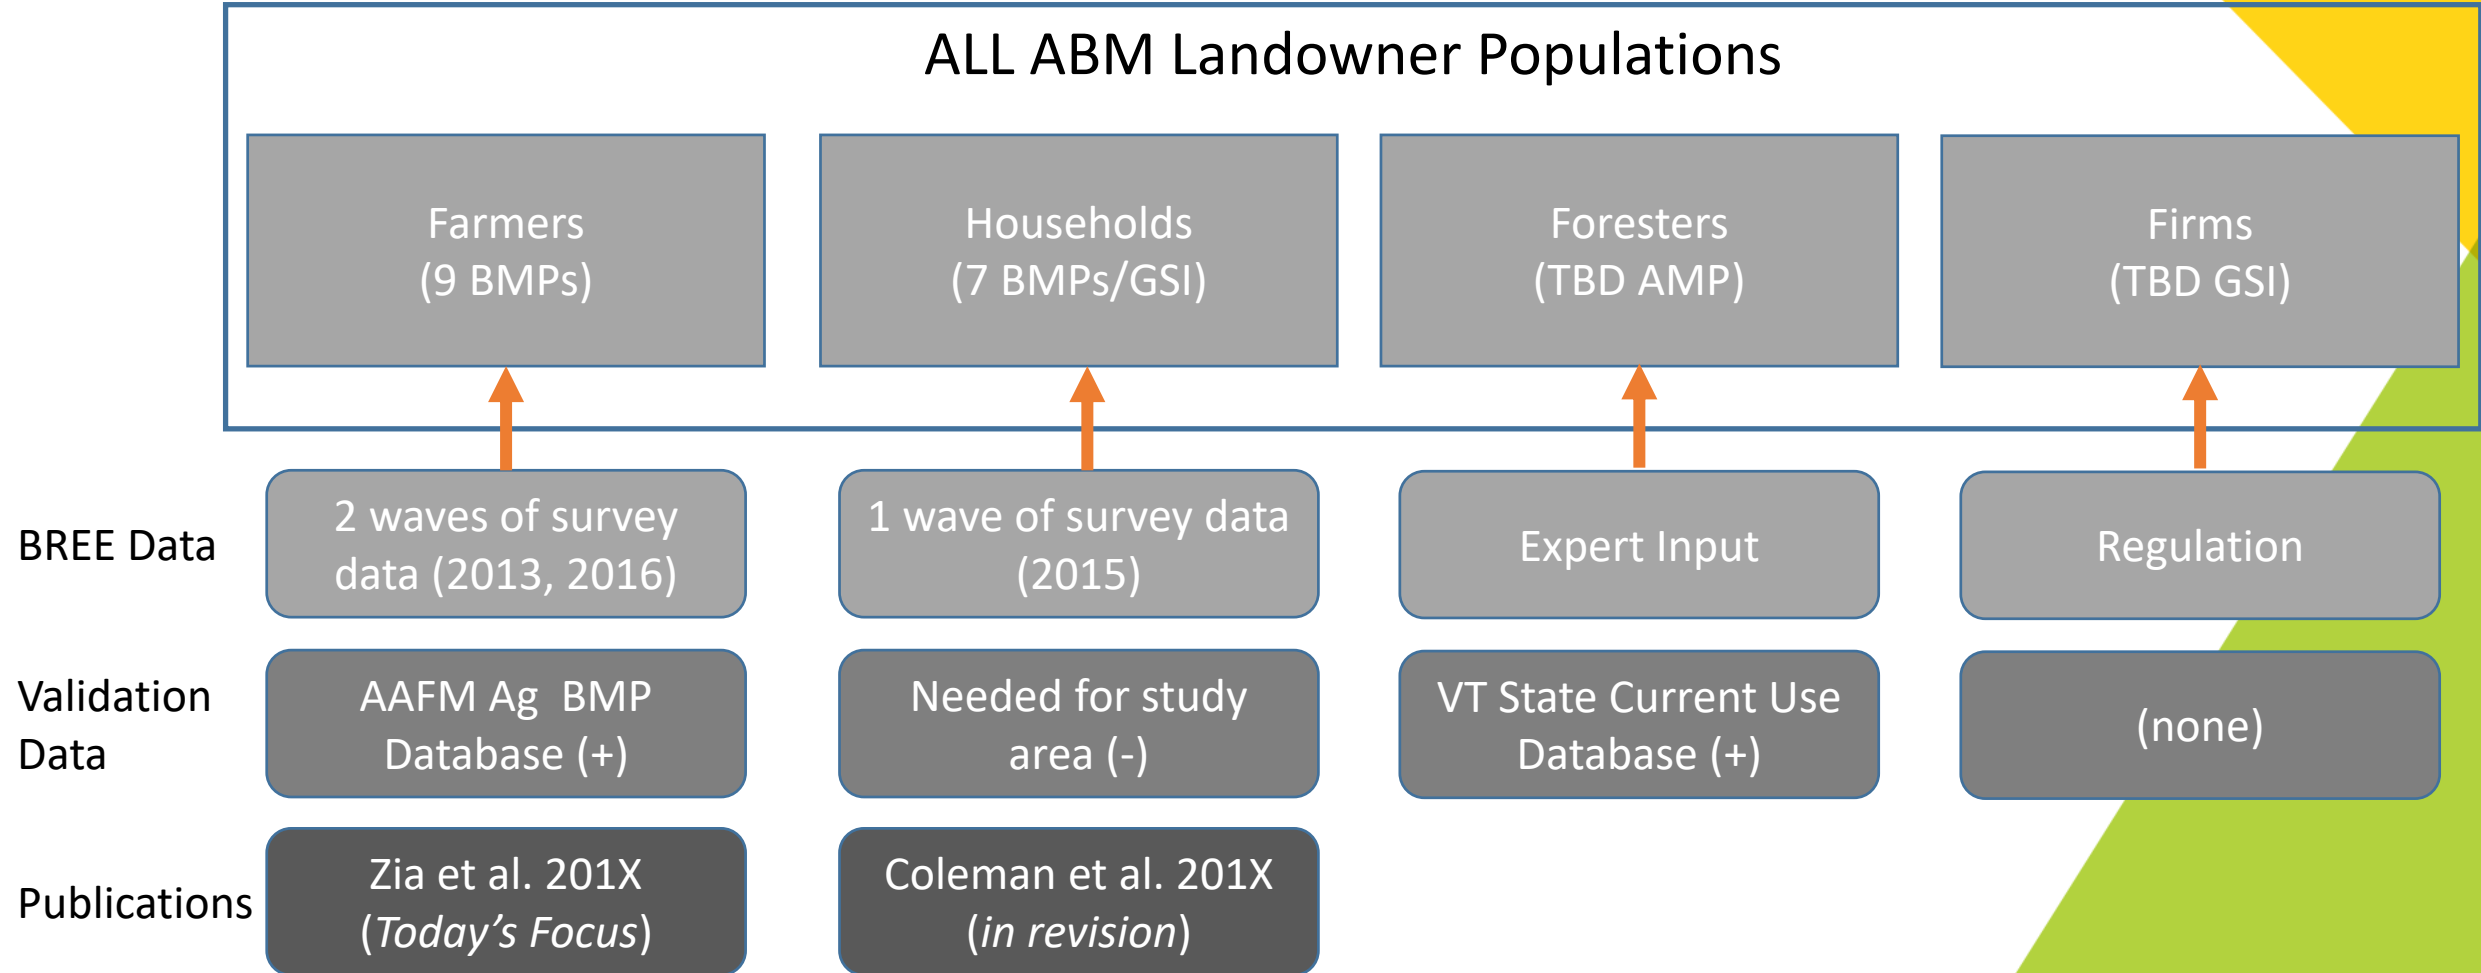 ALL ABM Landowner Populations
Farmers
(9 BMPs)
Households
(7 BMPs/GSI)
Foresters
(TBD AMP)
Firms
(TBD GSI)
BREE Data
2 waves of survey
data (2013, 2016)
1 wave of survey data
(2015)
Expert Input
Regulation
Validation
Data
AAFM Ag  BMP
Database (+)
Needed for study
area (-)
VT State Current Use
Database (+)
(none)
Publications
Zia et al. 201X
(Today’s Focus)
Coleman et al. 201X
(in revision)